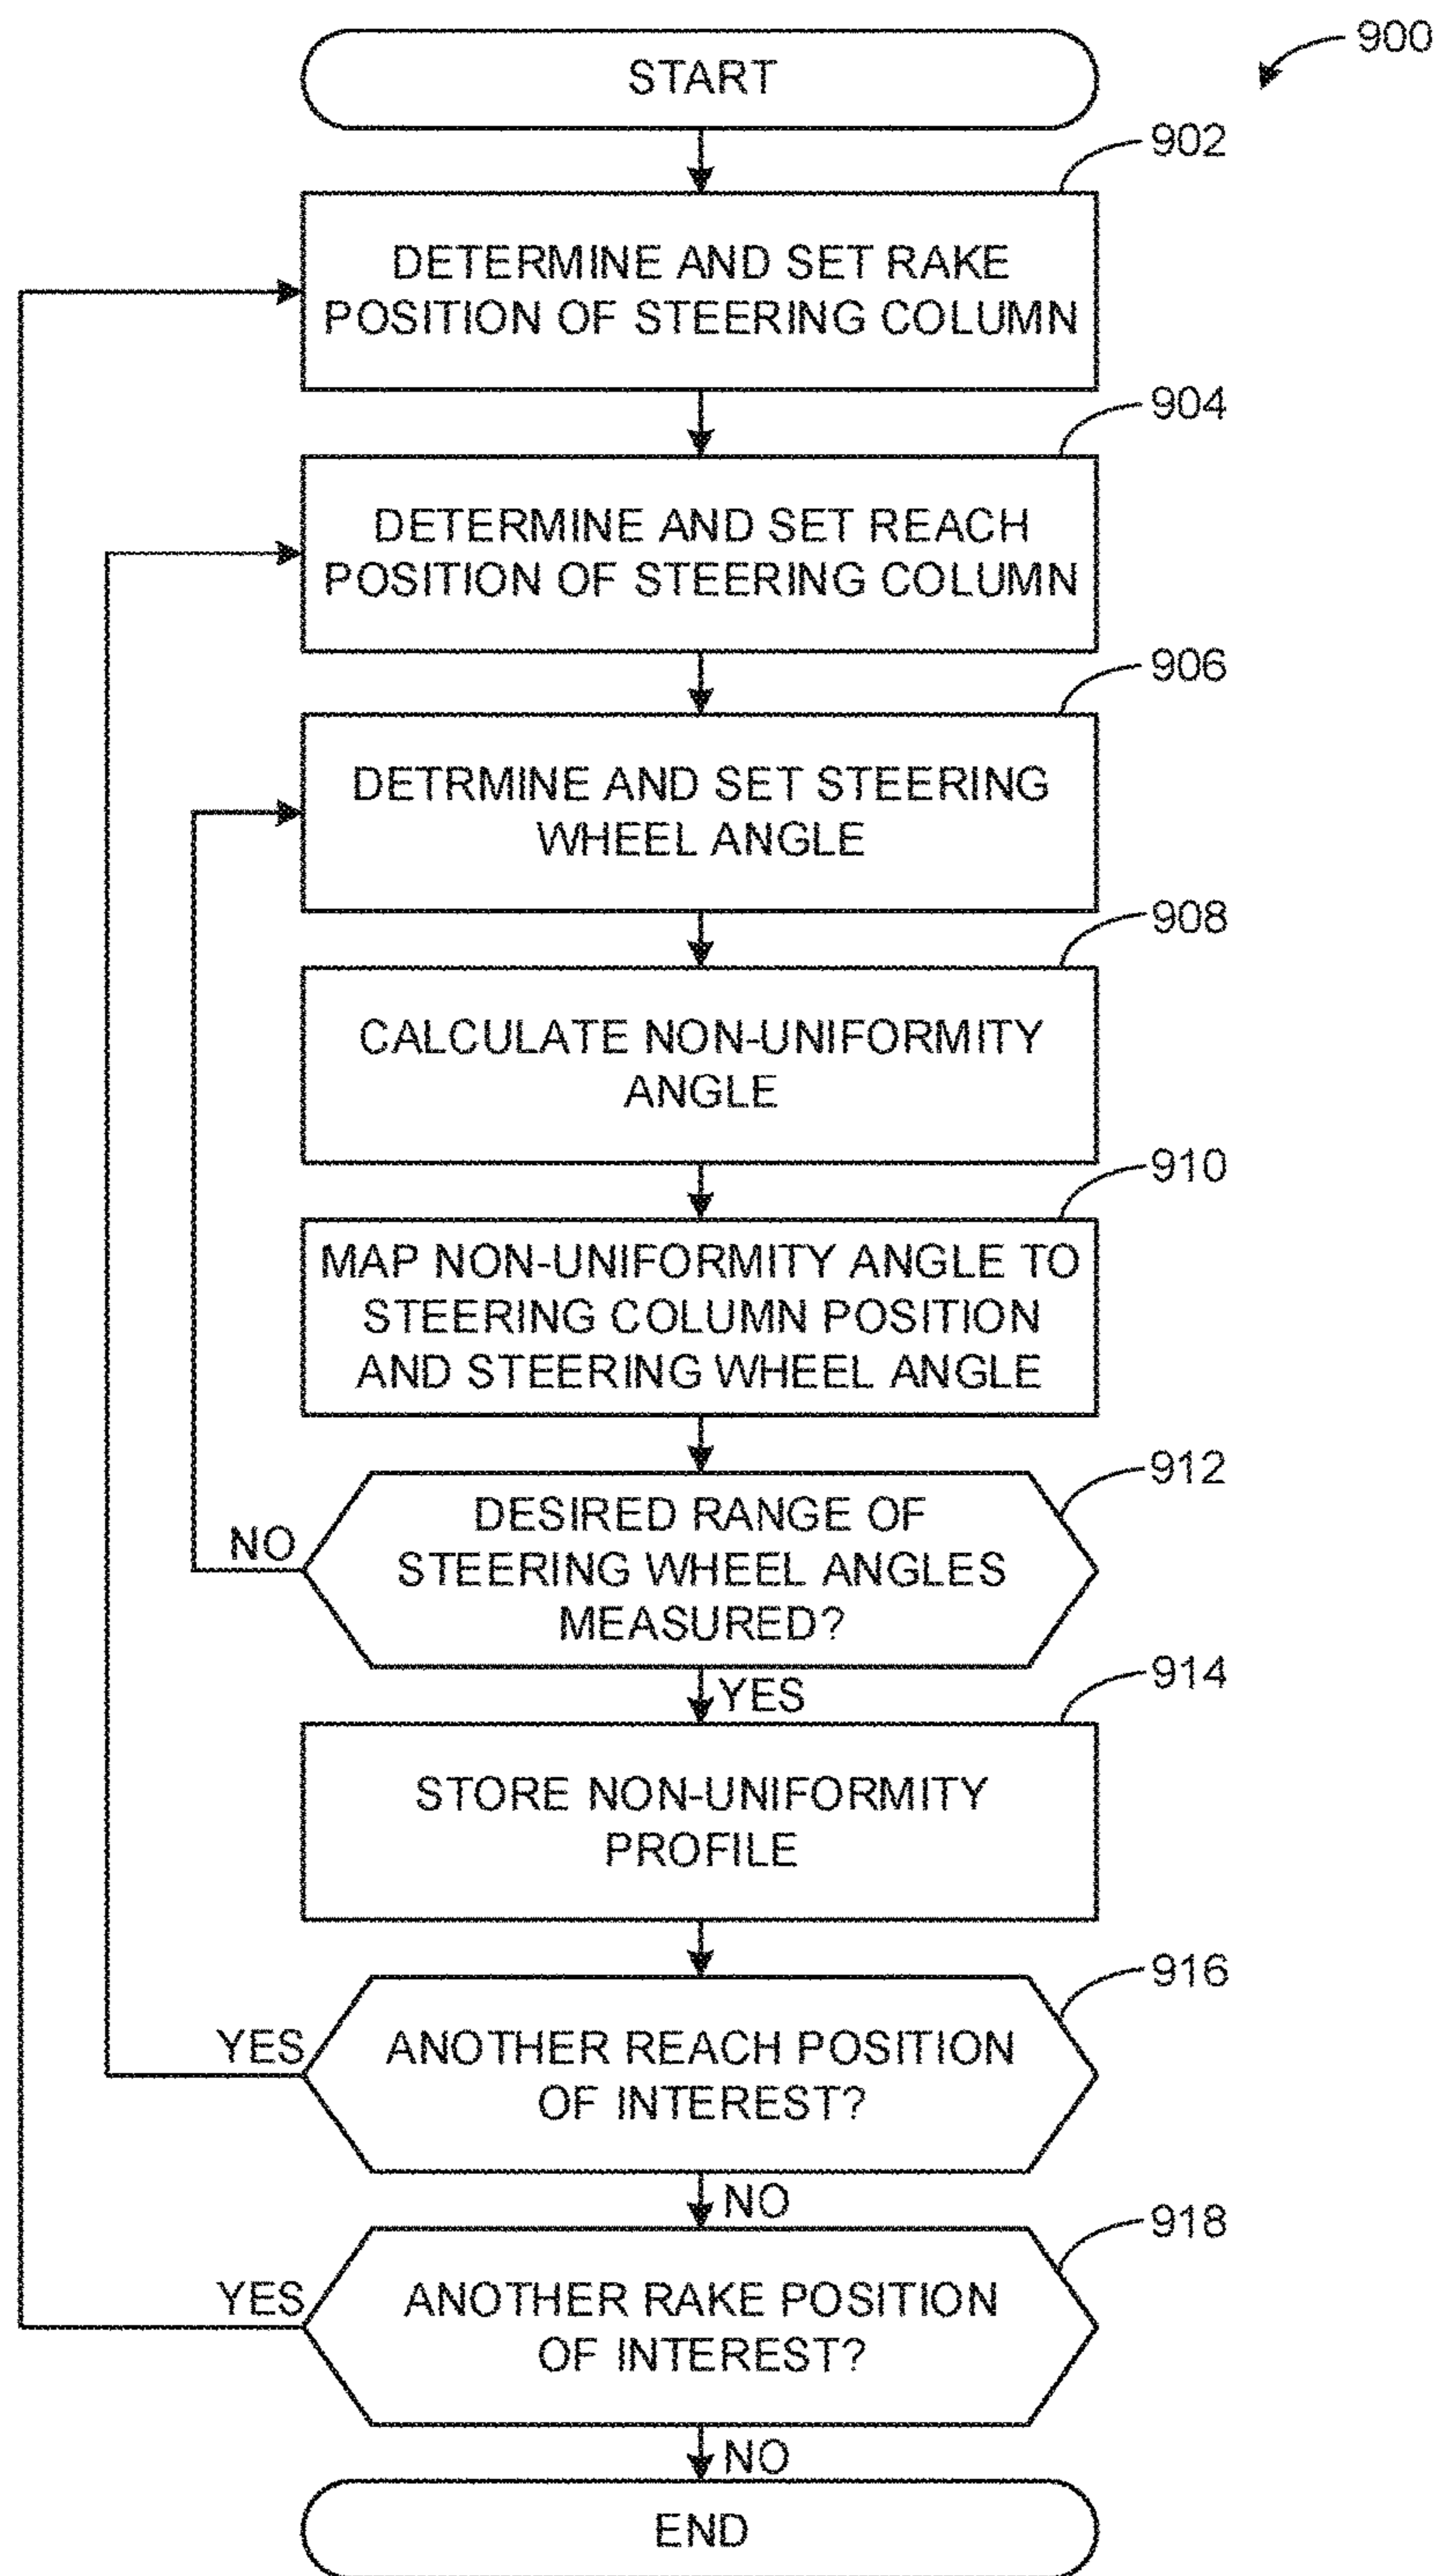 900
START
902
DETERMINE AND SET RAKE
POSITION OF STEERING COLUMN
904
DETERMINE AND SET REACH
POSITION OF STEERING COLUMN
906
DETRMINE AND SET STEERING
WHEEL ANGLE
908
CALCULATE NON-UNIFORMITY
ANGLE
910
MAP NON-UNIFORMITY ANGLE TO
STEERING COLUMN POSITION
AND STEERING WHEEL ANGLE
912
DESIRED RANGE OF
STEERING WHEEL ANGLES
MEASURED?
NO
YES
914
STORE NON-UNIFORMITY
PROFILE
916
ANOTHER REACH POSITION
OF INTEREST?
YES
NO
918
ANOTHER RAKE POSITION
OF INTEREST?
YES
NO
END